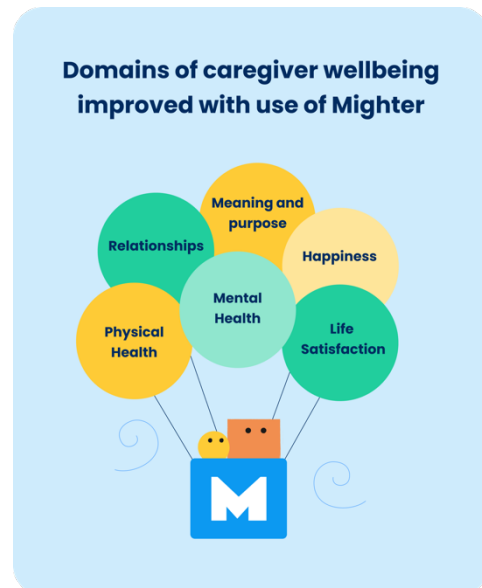 Domains of caregiver wellbeing
improved with use of Mighter
Meaning and
purpose
Relationships
Happiness
Mental
Health
Physical
Health
Life
Satisfaction
M